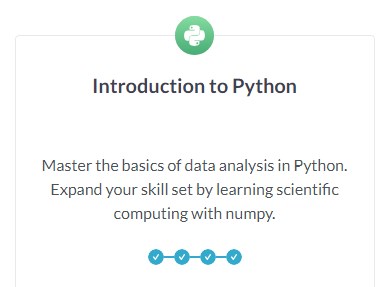 Introduction to Python
Master the basics of data analysis in Python.
Expand your skill set by learning scientific
computing with numpy.